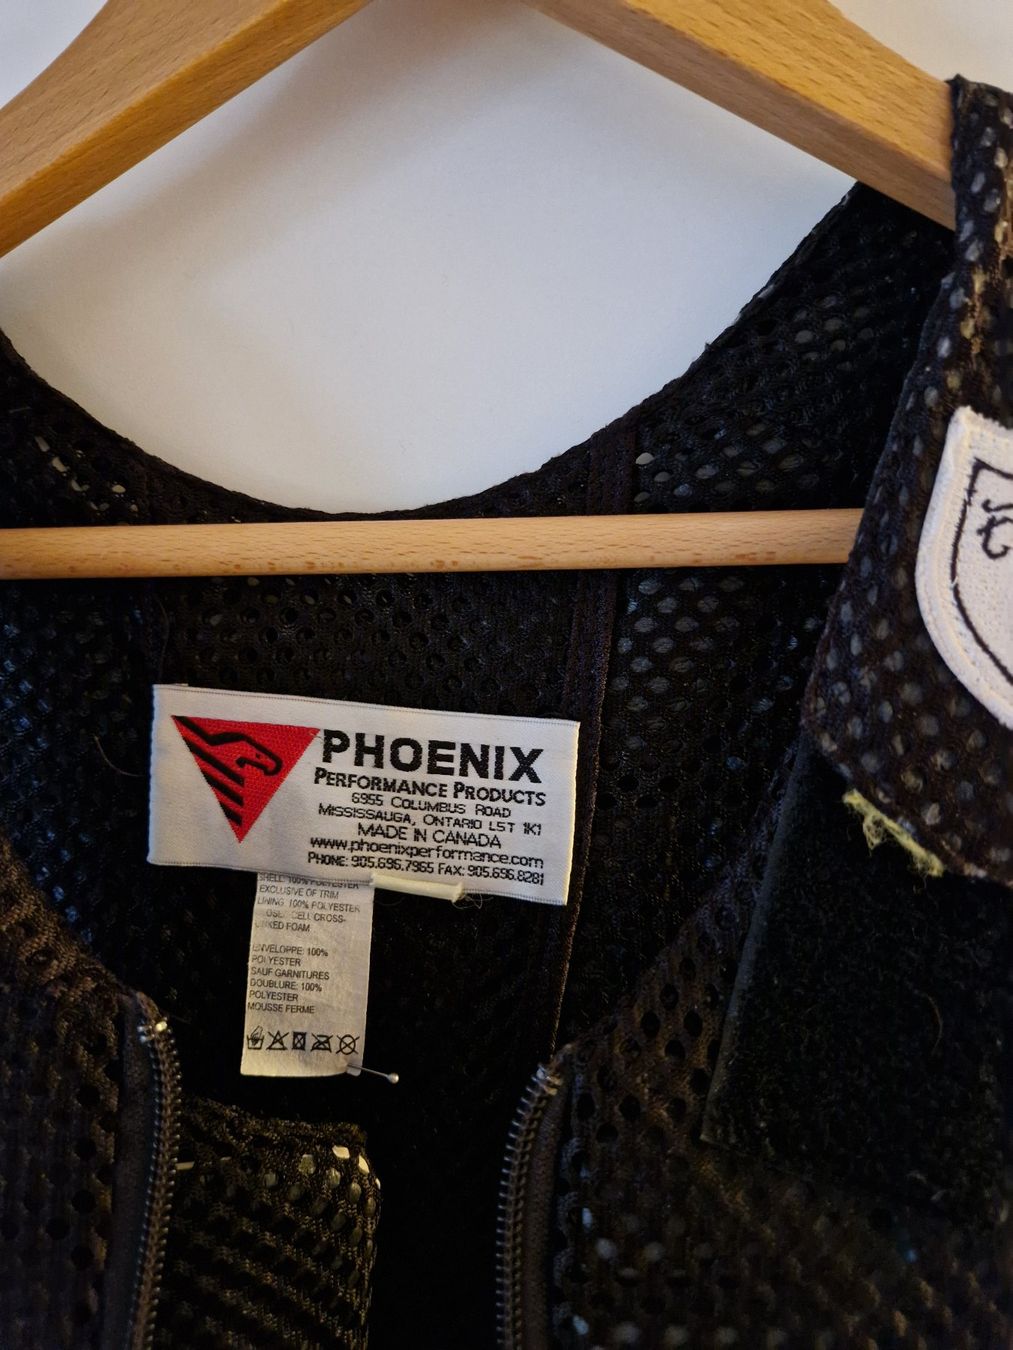 PHOENIX
PERFORMANCE PRODUCTS
6955 COLUMBUS ROAD
MISSISSAUGA, ONTARIO L5T 1K1
MADE IN CANADA
www.phoenixperformance.com
PHONE: 905.696.7965 FAX: 905.696.8281
SHELL: 100% POLYESTER
EXCLUSIVE OF TRIM
LINING: 100% POLYESTER
CELL CROSS-
FOAM
ENVELOPPE: 100%
POLYESTER
SAUF GARNITURES
DOUBLURE: 100%
POLYESTER
MOUSSE FERME